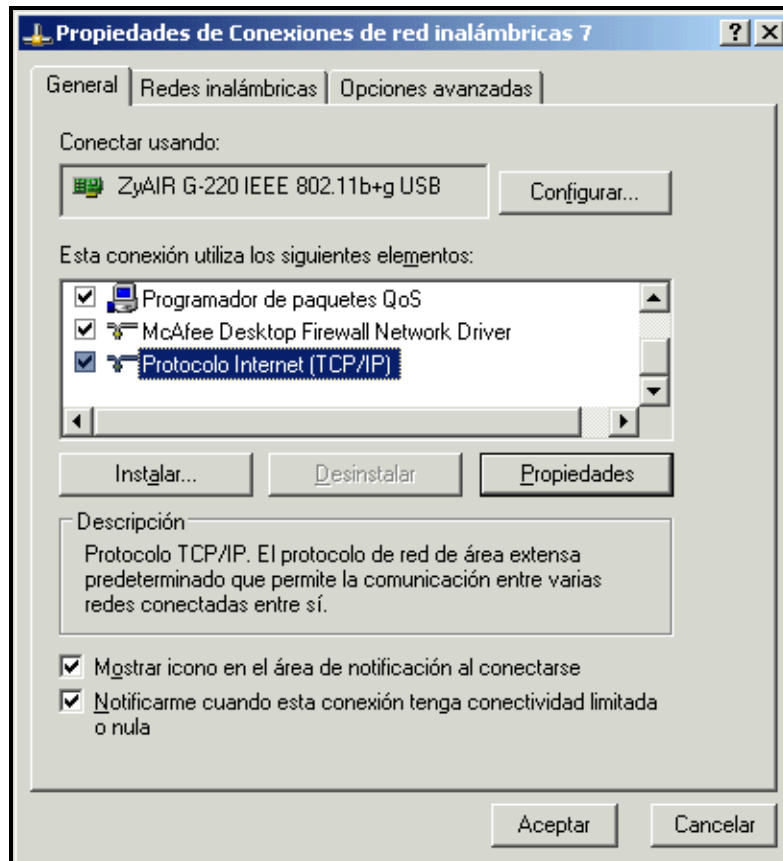 Propiedades de Conexiones de red inalámbricas 7
General Redes inalámbricas Opciones avanzadas
Conectar usando:
ZyAIR G-220 IEEE 802.11b+g USB Configurar...
Esta conexión utiliza los siguientes elementos:
Programador de paquetes QoS
McAfee Desktop Firewall Network Driver
Protocolo Internet (TCP/IP)
Instalar... Desinstalar Propiedades
Descripción
Protocolo TCP/IP. El protocolo de red de área extensa
predeterminado que permite la comunicación entre varias
redes conectadas entre sí.
Mostrar icono en el área de notificación al conectarse
Notificarme cuando esta conexión tenga conectividad limitada
o nula
Aceptar Cancelar